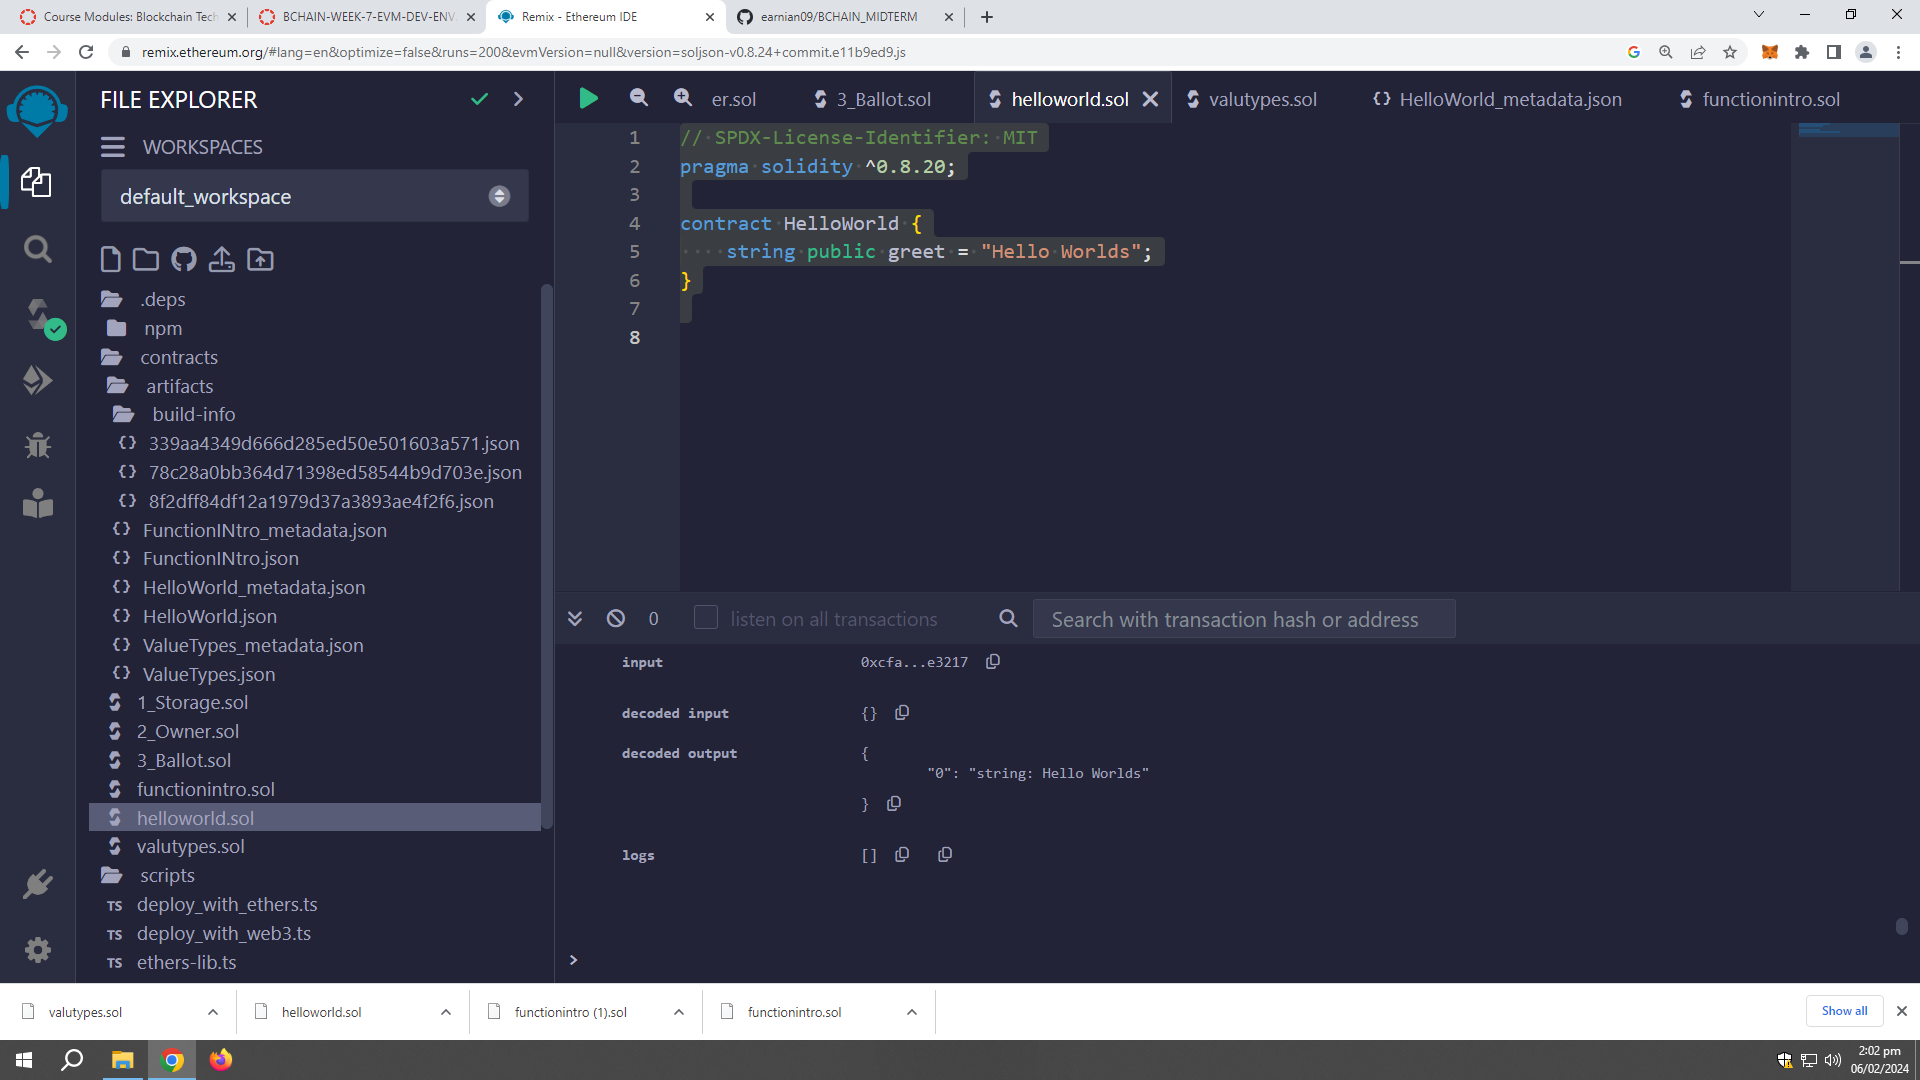 Course Modules: Blockchain Tech
BCHAIN-WEEK-7-EVM-DEV-ENV
Remix - Ethereum IDE
earnian09/BCHAIN_MIDTERM
remix.ethereum.org/#lang=en&optimize=false&runs=200&evmVersion=null&version=soljson-v0.8.24+commit.e11b9ed9.js
FILE EXPLORER
er.sol
3_Ballot.sol
helloworld.sol
valutypes.sol
{} HelloWorld_metadata.json
functionintro.sol
WORKSPACES
default_workspace
.deps
npm
contracts
artifacts
build-info
{} 339aa4349d666d285ed50e501603a571.json
{} 78c28a0bb364d71398ed58544b9d703e.json
{} 8f2dff84df12a1979d37a3893ae4f2f6.json
{} FunctionINtro_metadata.json
{} FunctionINtro.json
{} HelloWorld_metadata.json
{} HelloWorld.json
{} ValueTypes_metadata.json
{} ValueTypes.json
1_Storage.sol
2_Owner.sol
3_Ballot.sol
functionintro.sol
helloworld.sol
valutypes.sol
scripts
TS deploy_with_ethers.ts
TS deploy_with_web3.ts
TS ethers-lib.ts
1 // SPDX-License-Identifier: MIT
2 pragma solidity ^0.8.20;
3
4 contract HelloWorld {
5 string public greet = "Hello Worlds";
6 }
7
8
0
listen on all transactions
Search with transaction hash or address
input 0xcfa...e3217
decoded input {}
decoded output {
"0": "string: Hello Worlds"
}
logs []
>
valutypes.sol
helloworld.sol
functionintro (1).sol
functionintro.sol
Show all
2:02 pm
06/02/2024